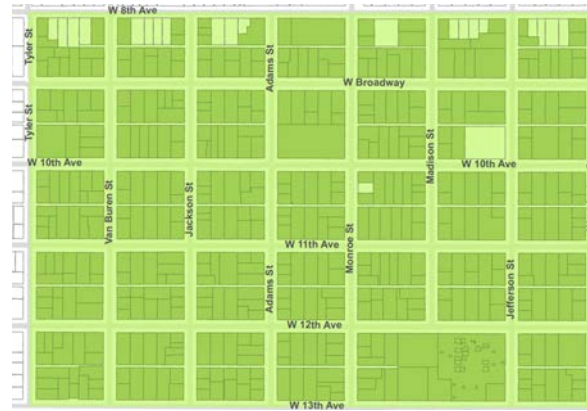 W 8th Ave
Tyler St
Adams St
W Broadway
Tyler St
Madison St
W 10th Ave
W 10th Ave
Van Buren St
Jackson St
Monroe St
W 11th Ave
Adams St
Jefferson St
W 12th Ave
W 13th Ave